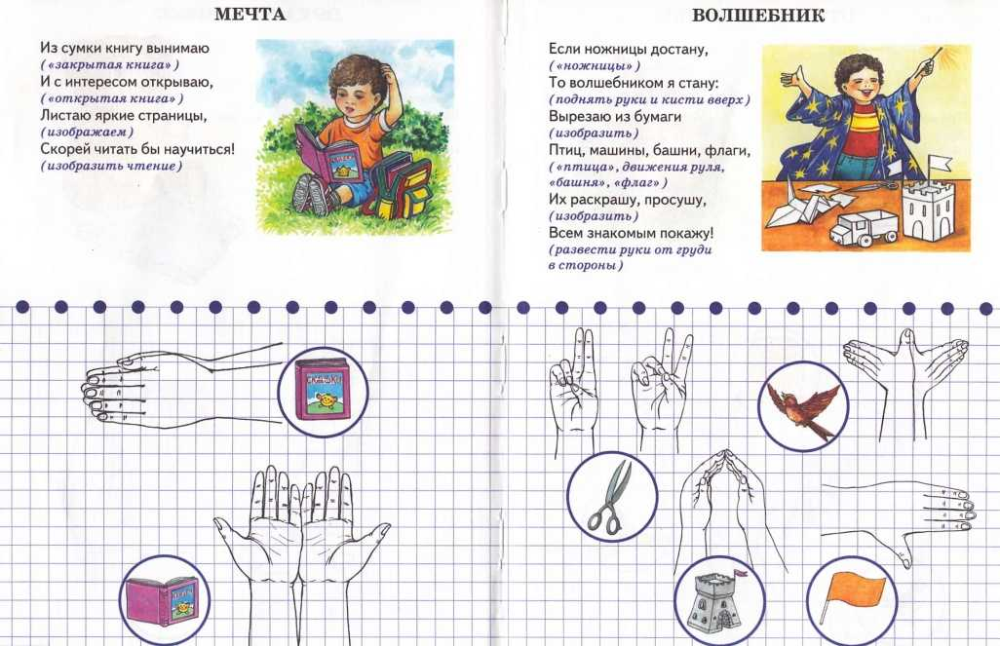 МЕЧТА
Из сумки книгу вынимаю
(«закрытая книга»)
И с интересом открываю,
(«открытая книга»)
Листаю яркие страницы,
(изображаем)
Скорей читать бы научиться!
(изобразить чтение)
СКАЗКИ
ВОЛШЕБНИК
Если ножницы достану,
(«ножницы»)
То волшебником я стану:
(поднять руки и кисти вверх)
Вырезаю из бумаги
(изобразить)
Птиц, машины, башни, флаги,
(«птица», движения руля,
«башня», «флаг»)
Их раскрашу, просушу,
(изобразить)
Всем знакомым покажу!
(развести руки от груди
в стороны)